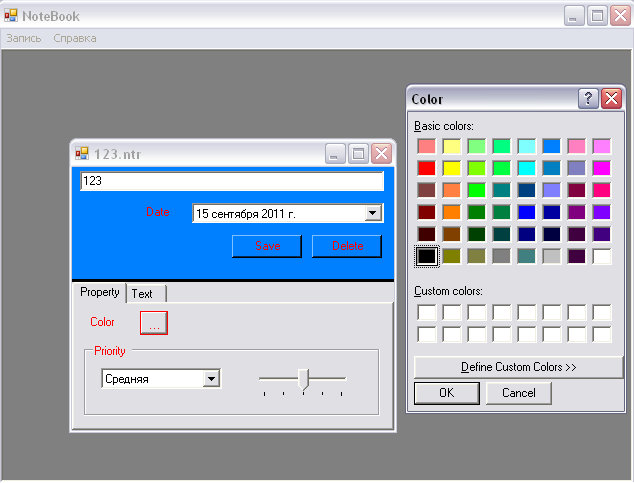 NoteBook
Запись Справка
123.ntr
123
Date 15 сентября 2011 г.
Save Delete
Property Text
Color ...
Priority
Средняя
Color
Basic colors:
Custom colors:
Define Custom Colors >>
OK Cancel